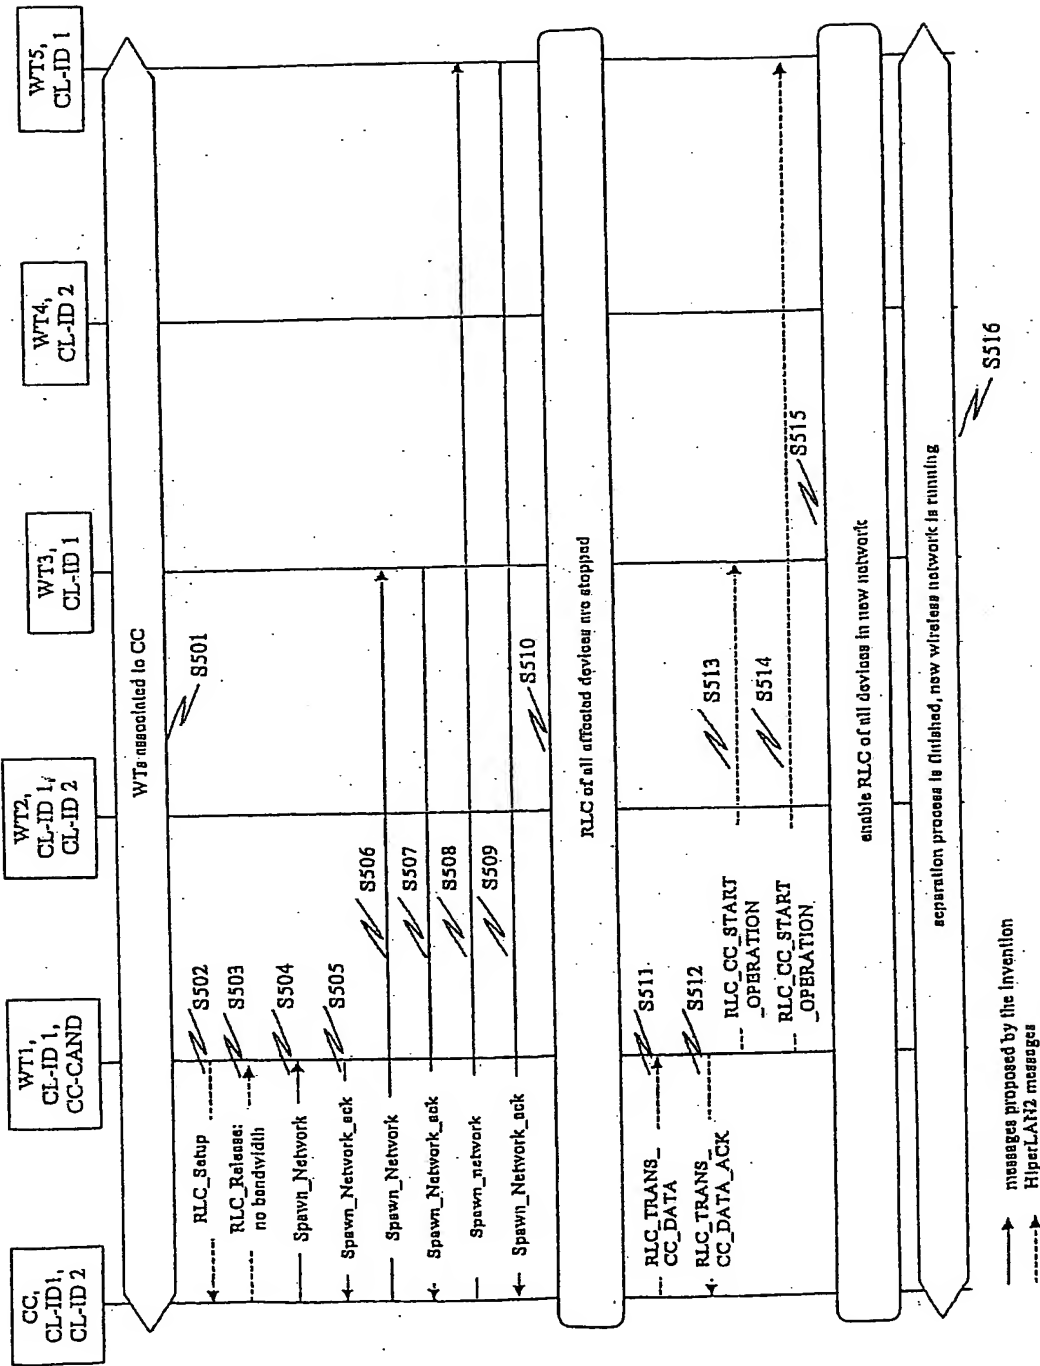 CC,
CL-ID1,
CL-ID 2
WT1,
CL-ID 1,
CC-CAND
WT2,
CL-ID 1,
CL-ID 2
WT3,
CL-ID 1
WT4,
CL-ID 2
WT5,
CL-ID 1
WTs associated to CC
S501
RLC_Setup
S502
RLC_Release:
no bandwidth
S503
Spawn_Network
S504
Spawn_Network_ack
S505
Spawn_Network
S506
Spawn_Network_ack
S507
Spawn_network
S508
Spawn_Network_ack
S509
S510
RLC of all affected devices are stopped
RLC_TRANS_
CC_DATA
S511
RLC_TRANS_
CC_DATA_ACK
S512
RLC_CC_START
_OPERATION
S513
RLC_CC_START
_OPERATION
S514
S515
enable RLC of all devices in new network
separation process is finished, new wireless network is running
S516
messages proposed by the invention
HiperLAN2 messages